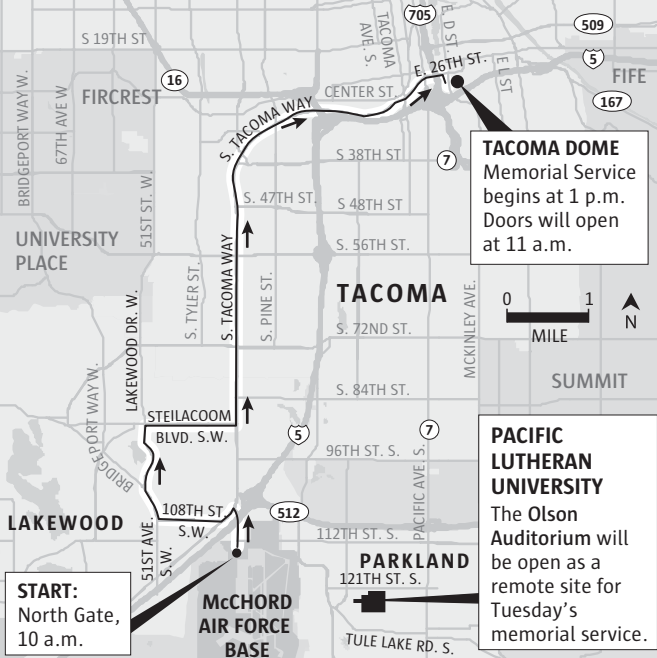 705
509
S 19TH ST.
TACOMA
AVE. S.
E. D ST.
E. 26TH ST.
E L ST
5
FIFE
16
167
FIRCREST
CENTER ST.
BRIDGEPORT WAY W.
67TH AVE W
S. TACOMA WAY
TACOMA DOME
Memorial Service
begins at 1 p.m.
Doors will open
at 11 a.m.
S 38TH ST
7
S. 47TH ST.
S 48TH ST
51ST ST. W.
UNIVERSITY
PLACE
S. 56TH ST.
S. TYLER ST.
S. TACOMA WAY
S. PINE ST.
TACOMA
0 1
MILE
N
MCKINLEY AVE.
LAKEWOOD DR. W.
S. 72ND ST.
SUMMIT
S. 84TH ST.
BRIDGEPORT WAY W.
STEILACOOM
BLVD. S.W.
5
7
96TH ST. S.
PACIFIC AVE. S.
PACIFIC
LUTHERAN
UNIVERSITY
The Olson
Auditorium will
be open as a
remote site for
Tuesday's
memorial service.
108TH ST.
S.W.
512
LAKEWOOD
51ST AVE.
S.W.
112TH ST. S.
PARKLAND
121TH ST. S.
START:
North Gate,
10 a.m.
McCHORD
AIR FORCE
BASE
TULE LAKE RD. S.